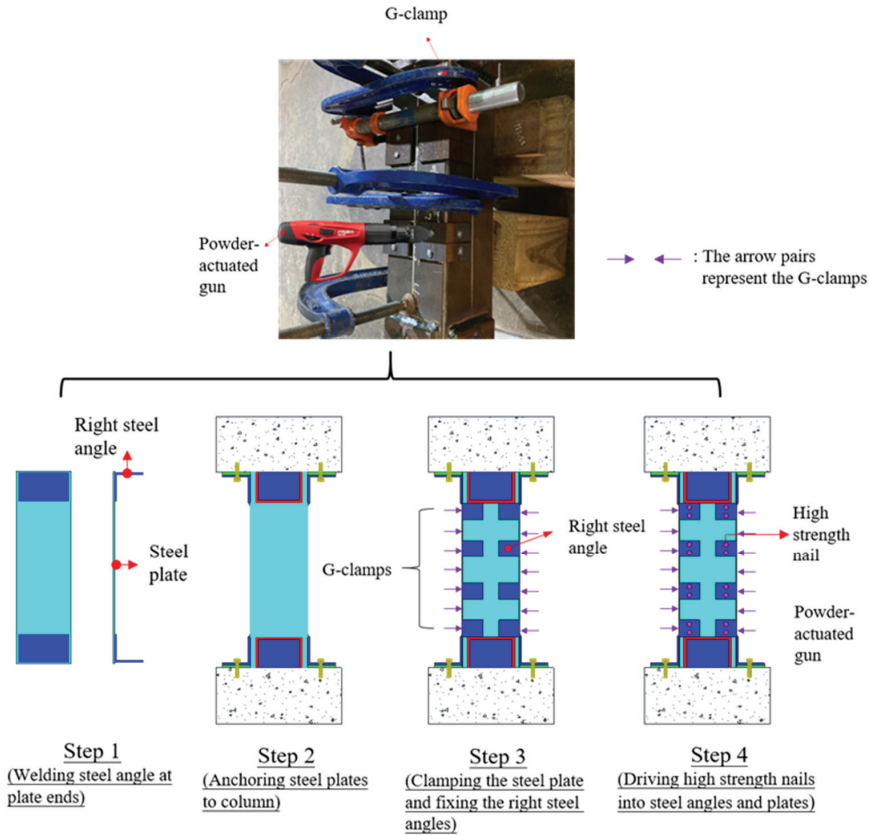 G-clamp
Powder-
actuated
gun
: The arrow pairs
represent the G-clamps
Right steel
angle
Steel
plate
G-clamps
Right steel
angle
High
strength
nail
Powder-
actuated
gun
Step 1
(Welding steel angle at
plate ends)
Step 2
(Anchoring steel plates
to column)
Step 3
(Clamping the steel plate
and fixing the right steel
angles)
Step 4
(Driving high strength nails
into steel angles and plates)